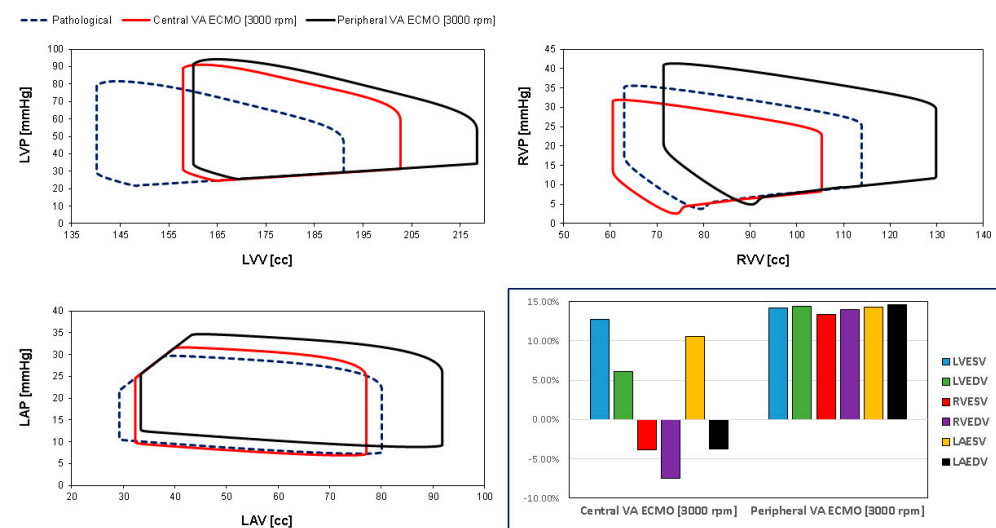 Pathological Central VA ECMO [3000 rpm] Peripheral VA ECMO [3000 rpm]
LVP [mmHg]
100
90
80
70
60
50
40
30
20
10
0
135 145 155 165 175 185 195 205 215
LVV [cc]
RVP [mmHg]
45
40
35
30
25
20
15
10
5
0
50 60 70 80 90 100 110 120 130 140
RVV [cc]
LAP [mmHg]
40
35
30
25
20
15
10
5
0
20 30 40 50 60 70 80 90 100
LAV [cc]
15.00%
10.00%
5.00%
0.00%
-5.00%
-10.00%
Central VA ECMO [3000 rpm] Peripheral VA ECMO [3000 rpm]
LVESV
LVEDV
RVESV
RVEDV
LAESV
LAEDV